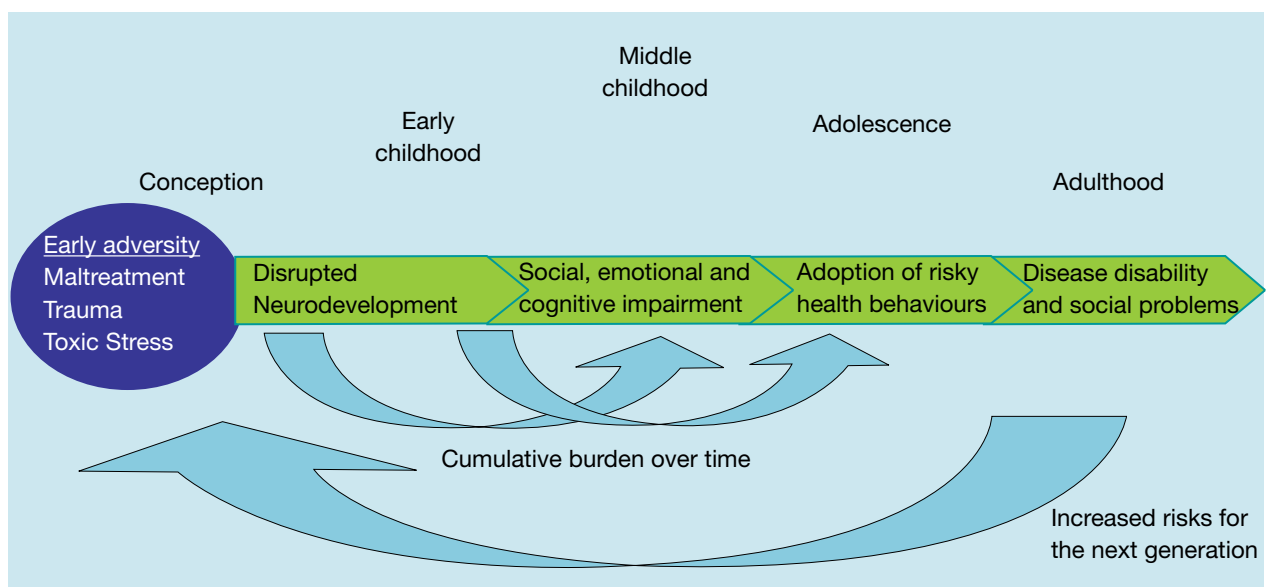 Middle
childhood
Early
childhood
Adolescence
Conception
Adulthood
Early adversity
Maltreatment
Trauma
Toxic Stress
Disrupted
Neurodevelopment
Social, emotional and
cognitive impairment
Adoption of risky
health behaviours
Disease disability
and social problems
Cumulative burden over time
Increased risks for
the next generation